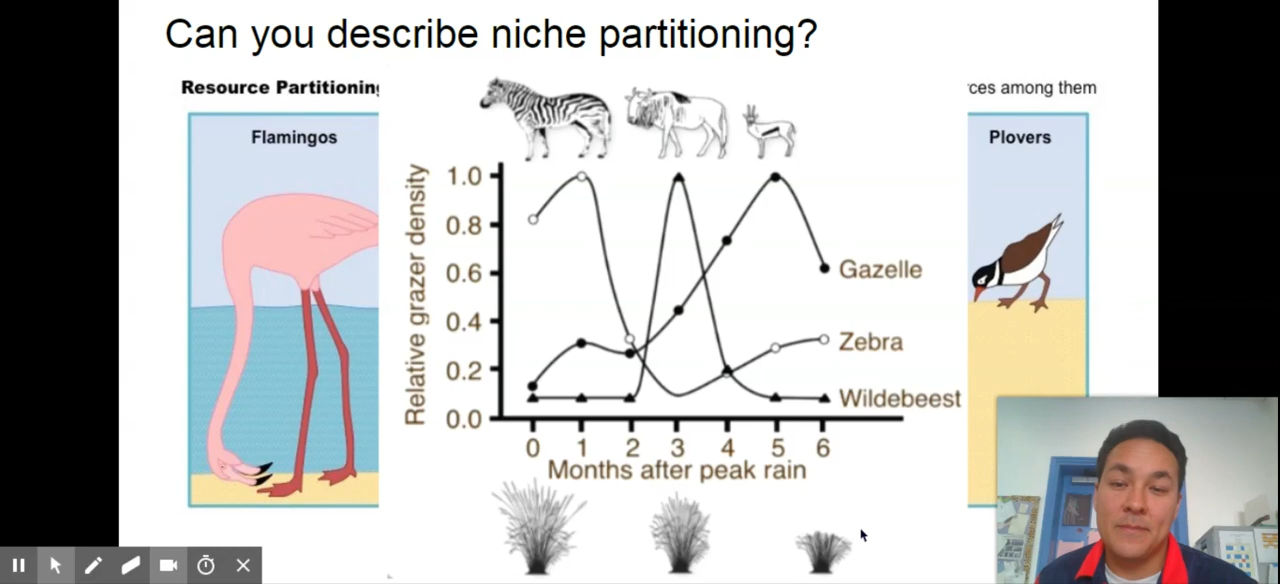 Can you describe niche partitioning?
Resource Partitioning
rces among them
Flamingos
Plovers
Relative grazer density
1.0
0.8
0.6
0.4
0.2
0.0
Gazelle
Zebra
Wildebeest
0 1 2 3 4 5 6
Months after peak rain